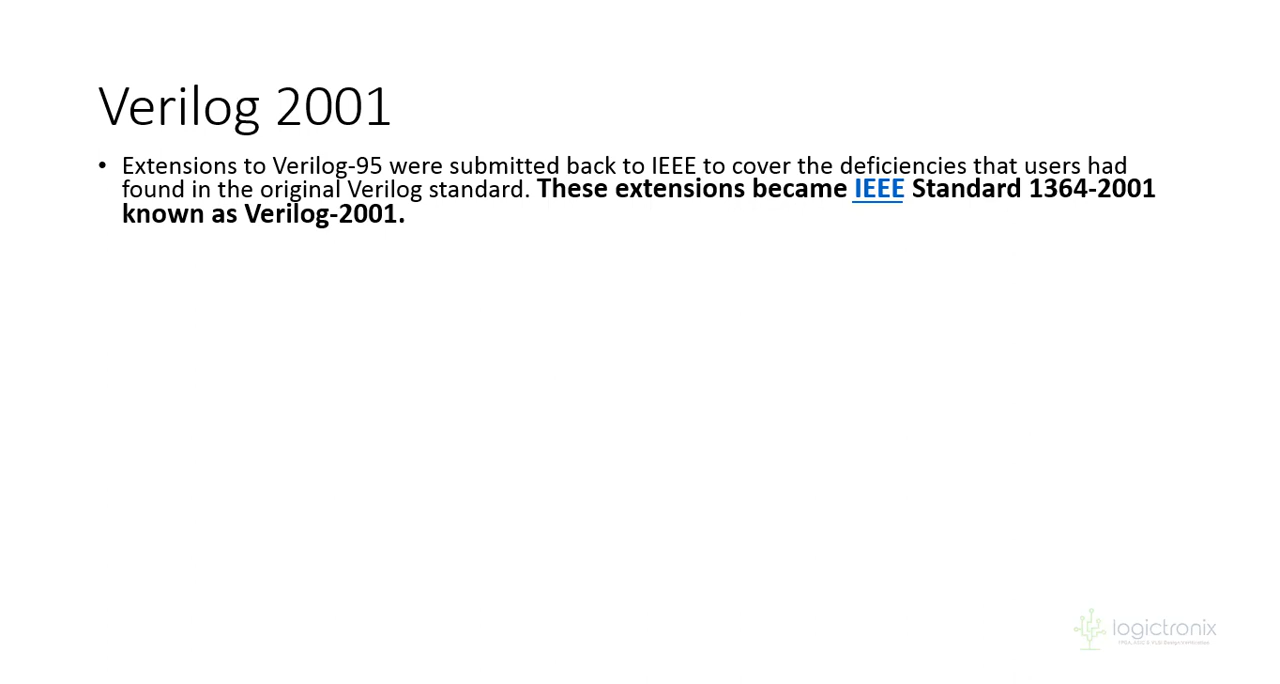 Verilog 2001
• Extensions to Verilog-95 were submitted back to IEEE to cover the deficiencies that users had
found in the original Verilog standard. These extensions became IEEE Standard 1364-2001
known as Verilog-2001.
logictronix